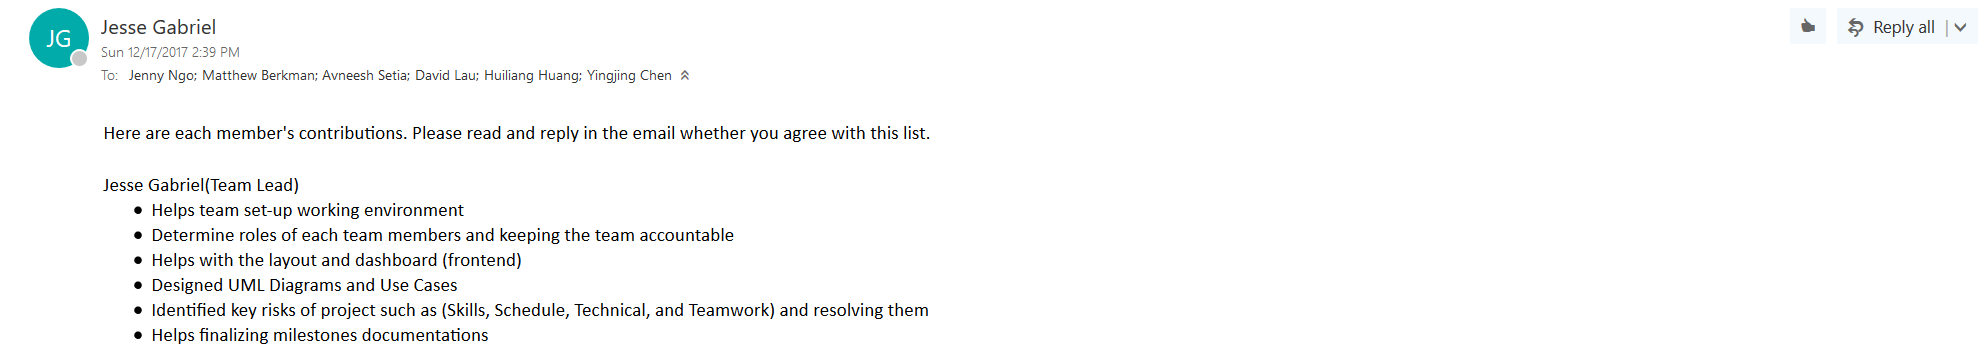 JG
Jesse Gabriel
Sun 12/17/2017 2:39 PM
To: Jenny Ngo; Matthew Berkman; Avneesh Setia; David Lau; Huiliang Huang; Yingjing Chen
Reply all
Here are each member's contributions. Please read and reply in the email whether you agree with this list.
Jesse Gabriel(Team Lead)
• Helps team set-up working environment
• Determine roles of each team members and keeping the team accountable
• Helps with the layout and dashboard (frontend)
• Designed UML Diagrams and Use Cases
• Identified key risks of project such as (Skills, Schedule, Technical, and Teamwork) and resolving them
• Helps finalizing milestones documentations